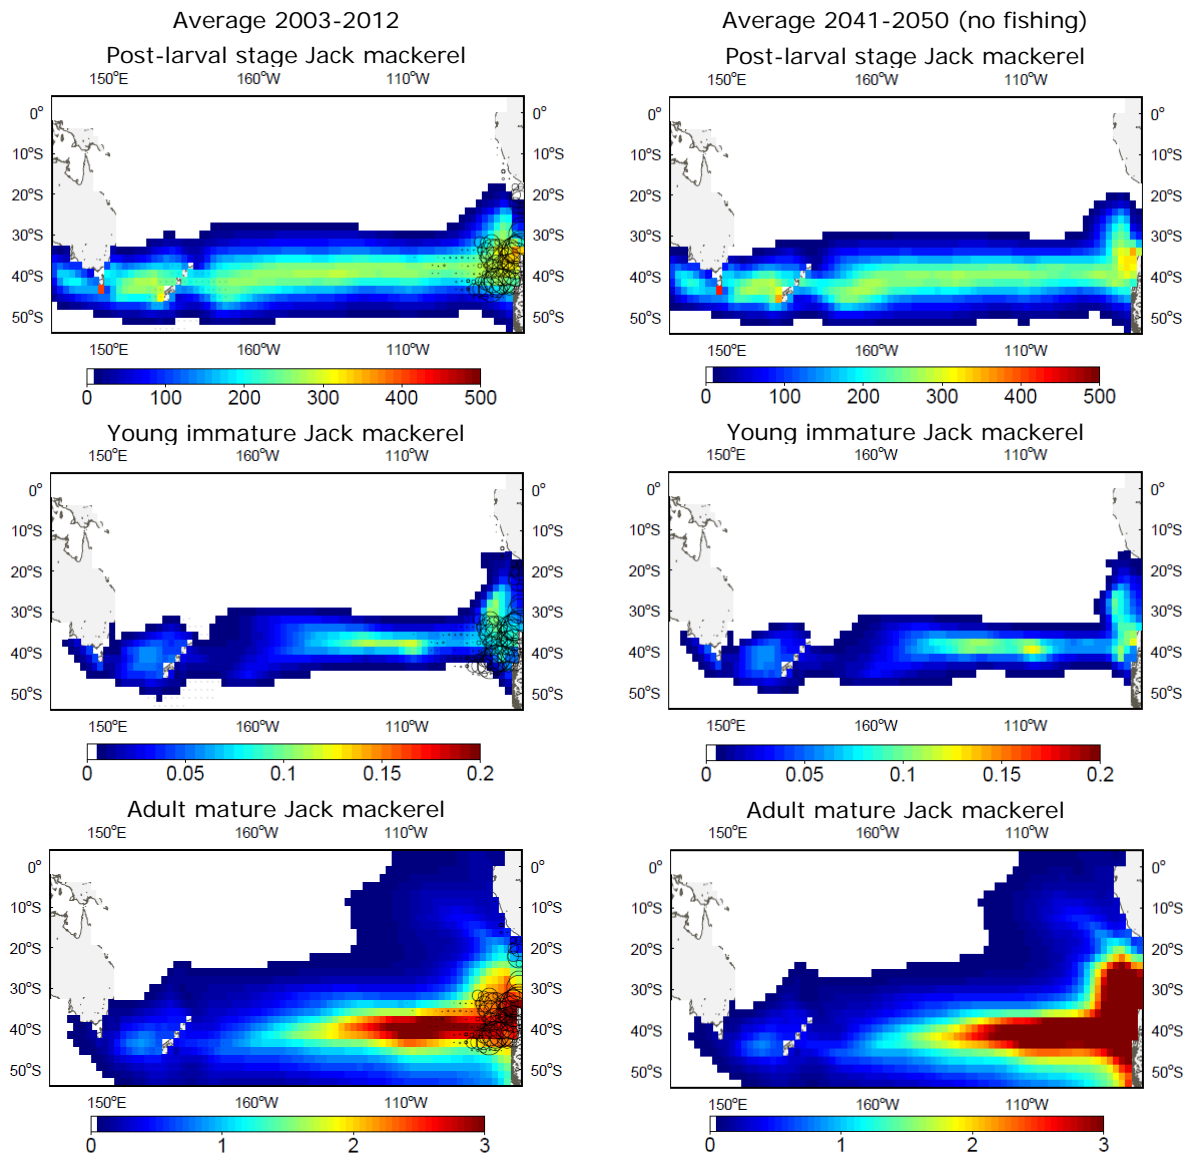 Average 2003-2012
Average 2041-2050 (no fishing)
Post-larval stage Jack mackerel
Post-larval stage Jack mackerel
150°E 160°W 110°W
150°E 160°W 110°W
0° 0° 0°
10°S 10°S 10°S
20°S 20°S 20°S
30°S 30°S 30°S
40°S 40°S 40°S
50°S 50°S 50°S
150°E 160°W 110°W
150°E 160°W 110°W
0 100 200 300 400 500
0 100 200 300 400 500
Young immature Jack mackerel
Young immature Jack mackerel
150°E 160°W 110°W
150°E 160°W 110°W
0° 0° 0° 0°
10°S 10°S 10°S 10°S
20°S 20°S 20°S 20°S
30°S 30°S 30°S 30°S
40°S 40°S 40°S 40°S
50°S 50°S 50°S 50°S
150°E 160°W 110°W
150°E 160°W 110°W
0 0.05 0.1 0.15 0.2
0 0.05 0.1 0.15 0.2
Adult mature Jack mackerel
Adult mature Jack mackerel
150°E 160°W 110°W
150°E 160°W 110°W
0° 0° 0° 0°
10°S 10°S 10°S 10°S
20°S 20°S 20°S 20°S
30°S 30°S 30°S 30°S
40°S 40°S 40°S 40°S
50°S 50°S 50°S 50°S
150°E 160°W 110°W
150°E 160°W 110°W
0 1 2 3
0 1 2 3